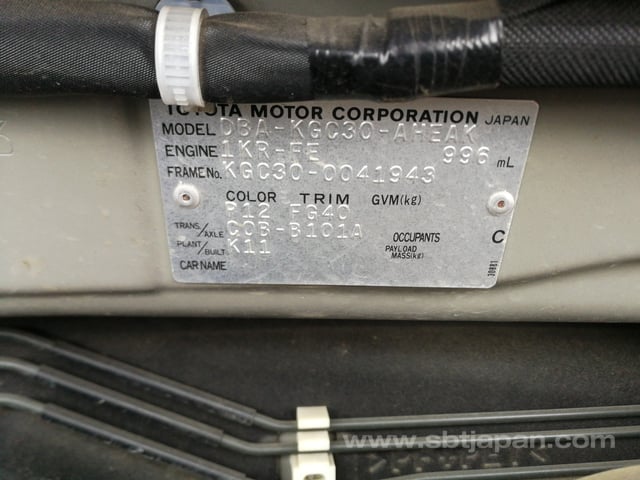 TOYOTA MOTOR CORPORATION JAPAN
MODEL DBA-KGC30-AHEAK
ENGINE 1KR-FE 996 mL
FRAME No. KGC30-0041943
COLOR TRIM GVM(kg)
P12 FG40
TRANS./AXLE C0B-B101A OCCUPANTS C
PLANT/BUILT K11 PAYLOAD MASS(kg)
CAR NAME
www.sbtjapan.com